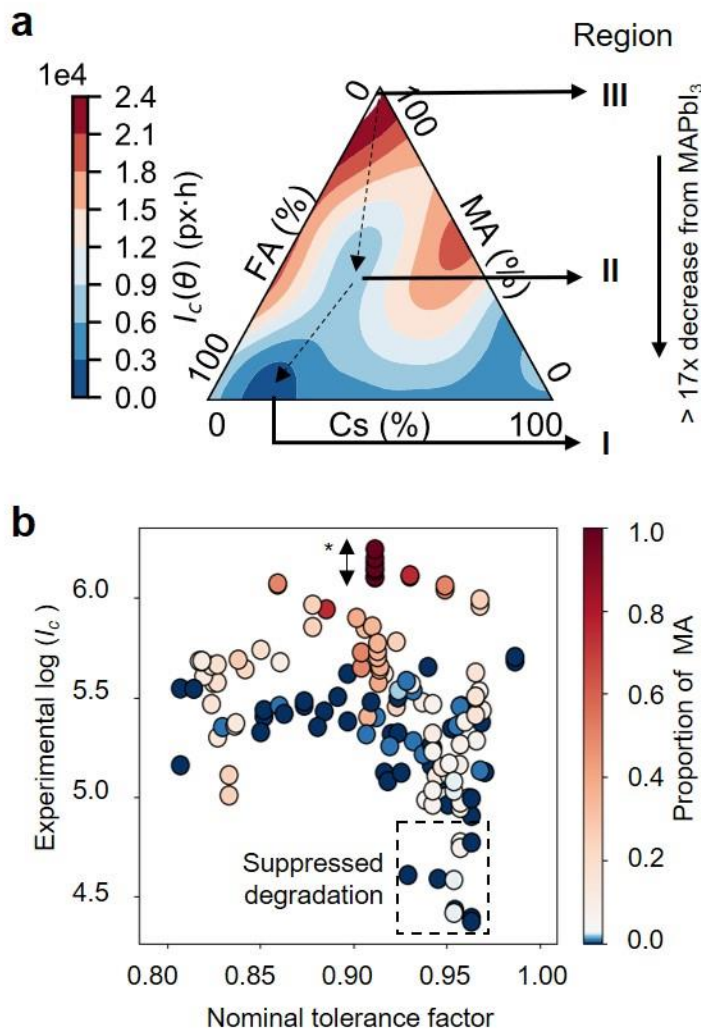 a
Region
1e4
2.4
2.1
1.8
1.5
1.2
0.9
0.6
0.3
0.0
I_c(θ) (px·h)
0
100
FA (%)
MA (%)
100
0
0
Cs (%)
100
III
II
I
> 17x decrease from MAPbI₃
b
Experimental log (I_c)
6.0
5.5
5.0
4.5
*
Suppressed
degradation
0.80
0.85
0.90
0.95
1.00
Nominal tolerance factor
1.0
0.8
0.6
0.4
0.2
0.0
Proportion of MA